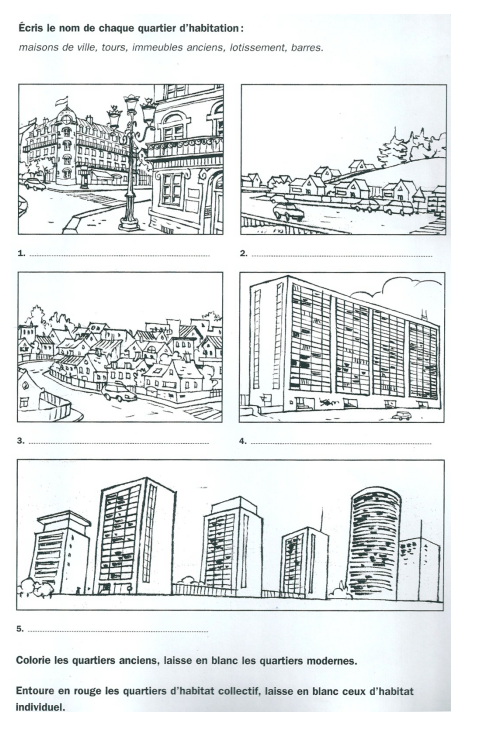 Écris le nom de chaque quartier d'habitation :
maisons de ville, tours, immeubles anciens, lotissement, barres.
1. ....................
2. ....................
3. ....................
4. ....................
5. ....................
Colorie les quartiers anciens, laisse en blanc les quartiers modernes.
Entoure en rouge les quartiers d'habitat collectif, laisse en blanc ceux d'habitat
individuel.